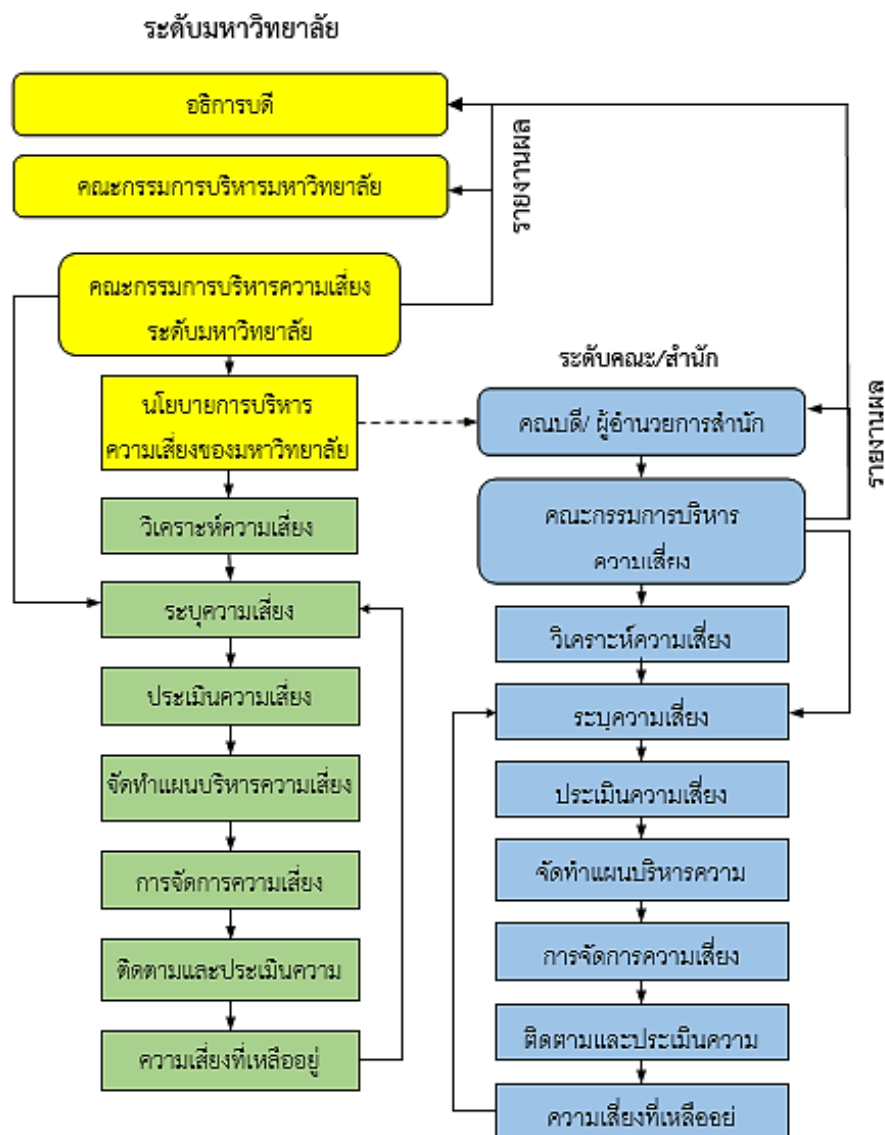 ระดับมหาวิทยาลัย
อธิการบดี
คณะกรรมการบริหารมหาวิทยาลัย
รายงานผล
คณะกรรมการบริหารความเสี่ยง
ระดับมหาวิทยาลัย
นโยบายการบริหาร
ความเสี่ยงของมหาวิทยาลัย
วิเคราะห์ความเสี่ยง
ระบุความเสี่ยง
ประเมินความเสี่ยง
จัดทำแผนบริหารความเสี่ยง
การจัดการความเสี่ยง
ติดตามและประเมินความ
ความเสี่ยงที่เหลืออยู่
ระดับคณะ/สำนัก
คณบดี/ ผู้อำนวยการสำนัก
รายงานผล
คณะกรรมการบริหาร
ความเสี่ยง
วิเคราะห์ความเสี่ยง
ระบุความเสี่ยง
ประเมินความเสี่ยง
จัดทำแผนบริหารความ
การจัดการความเสี่ยง
ติดตามและประเมินความ
ความเสี่ยงที่เหลืออยู่